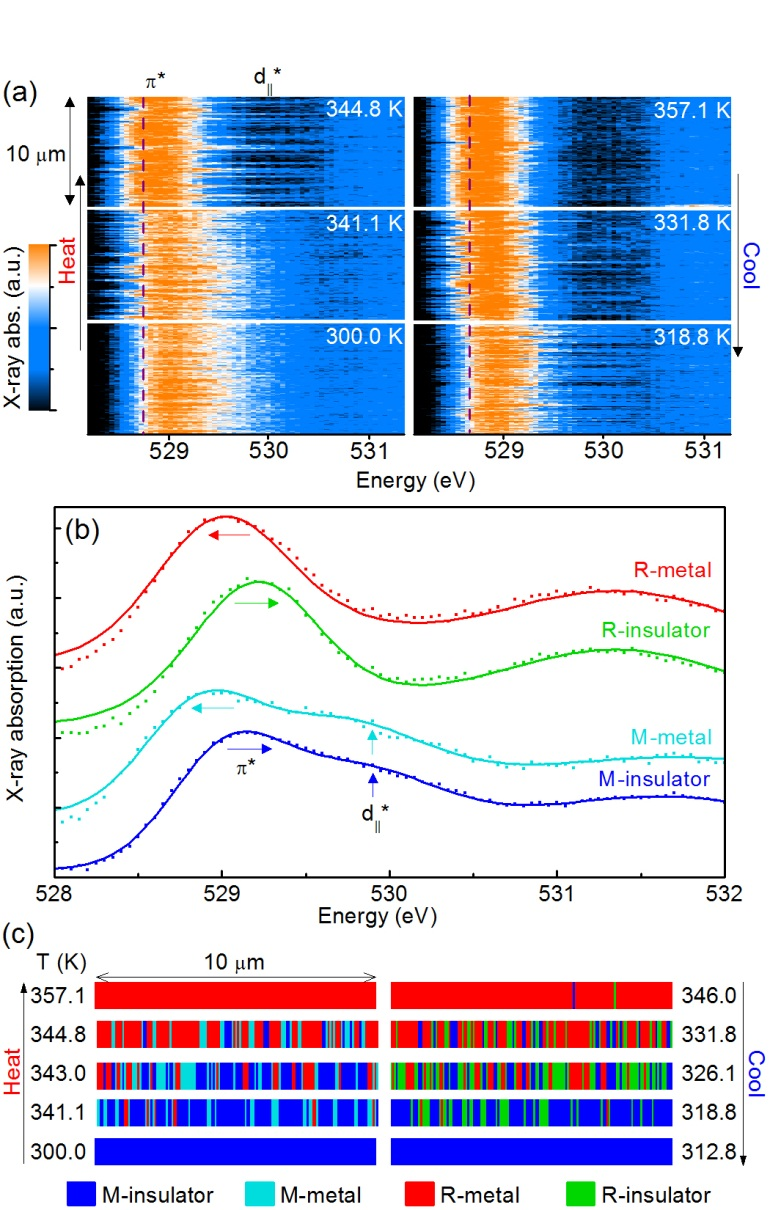 (a)
π* d||*
344.8 K 357.1 K
10 μm
341.1 K 331.8 K
Heat Cool
X-ray abs. (a.u.)
300.0 K 318.8 K
529 530 531 529 530 531
Energy (eV)
(b)
R-metal
R-insulator
M-metal
M-insulator
π*
d||*
X-ray absorption (a.u.)
528 529 530 531 532
Energy (eV)
(c)
T (K) 10 μm
357.1 346.0
344.8 331.8
343.0 326.1
341.1 318.8
300.0 312.8
Heat Cool
M-insulator M-metal R-metal R-insulator